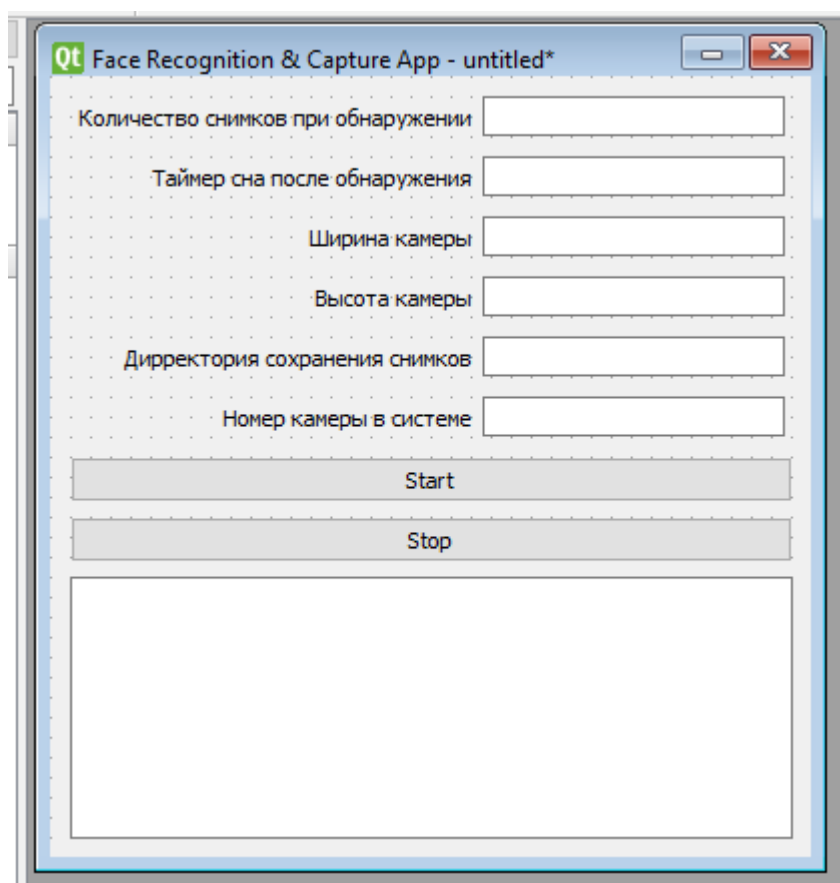 Qt Face Recognition & Capture App - untitled*
Количество снимков при обнаружении
Таймер сна после обнаружения
Ширина камеры
Высота камеры
Дирректория сохранения снимков
Номер камеры в системе
Start
Stop